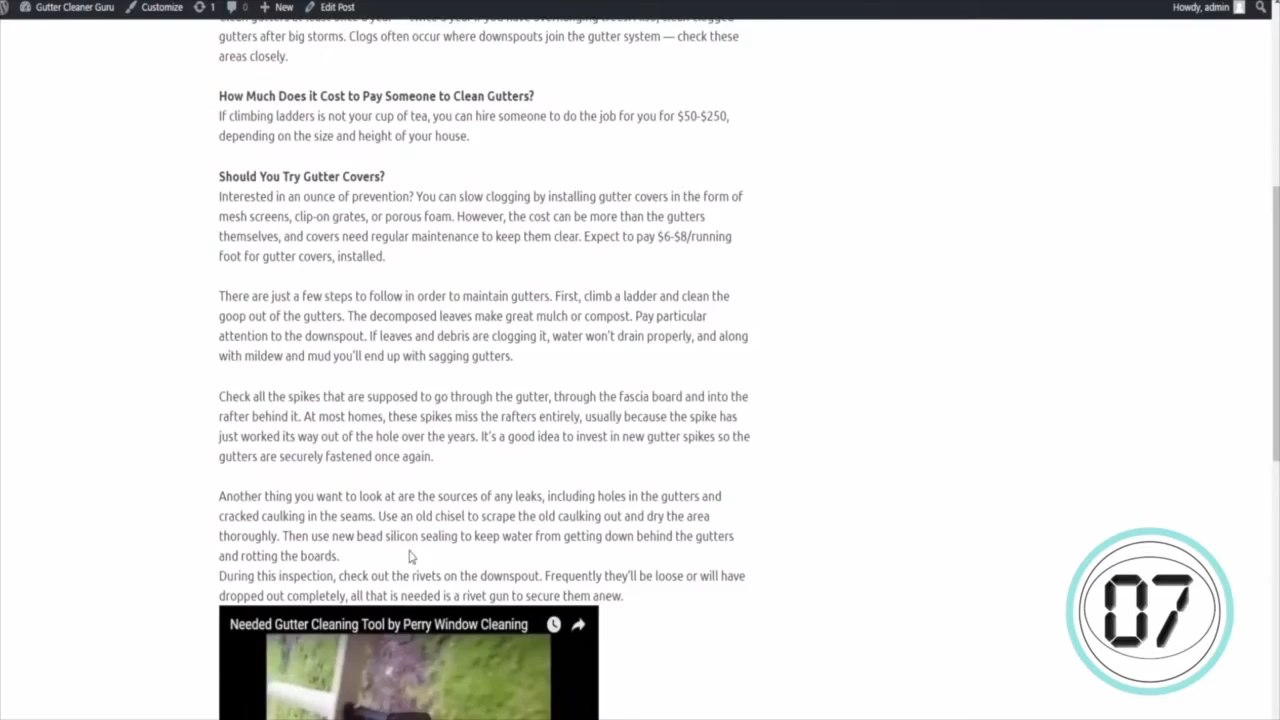 Gutter Cleaner Guru Customize 1 0 New Edit Post Howdy, admin
gutters after big storms. Clogs often occur where downspouts join the gutter system — check these
areas closely.
How Much Does it Cost to Pay Someone to Clean Gutters?
If climbing ladders is not your cup of tea, you can hire someone to do the job for you for $50-$250,
depending on the size and height of your house.
Should You Try Gutter Covers?
Interested in an ounce of prevention? You can slow clogging by installing gutter covers in the form of
mesh screens, clip-on grates, or porous foam. However, the cost can be more than the gutters
themselves, and covers need regular maintenance to keep them clear. Expect to pay $6-$8/running
foot for gutter covers, installed.
There are just a few steps to follow in order to maintain gutters. First, climb a ladder and clean the
goop out of the gutters. The decomposed leaves make great mulch or compost. Pay particular
attention to the downspout. If leaves and debris are clogging it, water won't drain properly, and along
with mildew and mud you'll end up with sagging gutters.
Check all the spikes that are supposed to go through the gutter, through the fascia board and into the
rafter behind it. At most homes, these spikes miss the rafters entirely, usually because the spike has
just worked its way out of the hole over the years. It's a good idea to invest in new gutter spikes so the
gutters are securely fastened once again.
Another thing you want to look at are the sources of any leaks, including holes in the gutters and
cracked caulking in the seams. Use an old chisel to scrape the old caulking out and dry the area
thoroughly. Then use new bead silicon sealing to keep water from getting down behind the gutters
and rotting the boards.
During this inspection, check out the rivets on the downspout. Frequently they'll be loose or will have
dropped out completely, all that is needed is a rivet gun to secure them anew.
Needed Gutter Cleaning Tool by Perry Window Cleaning
07